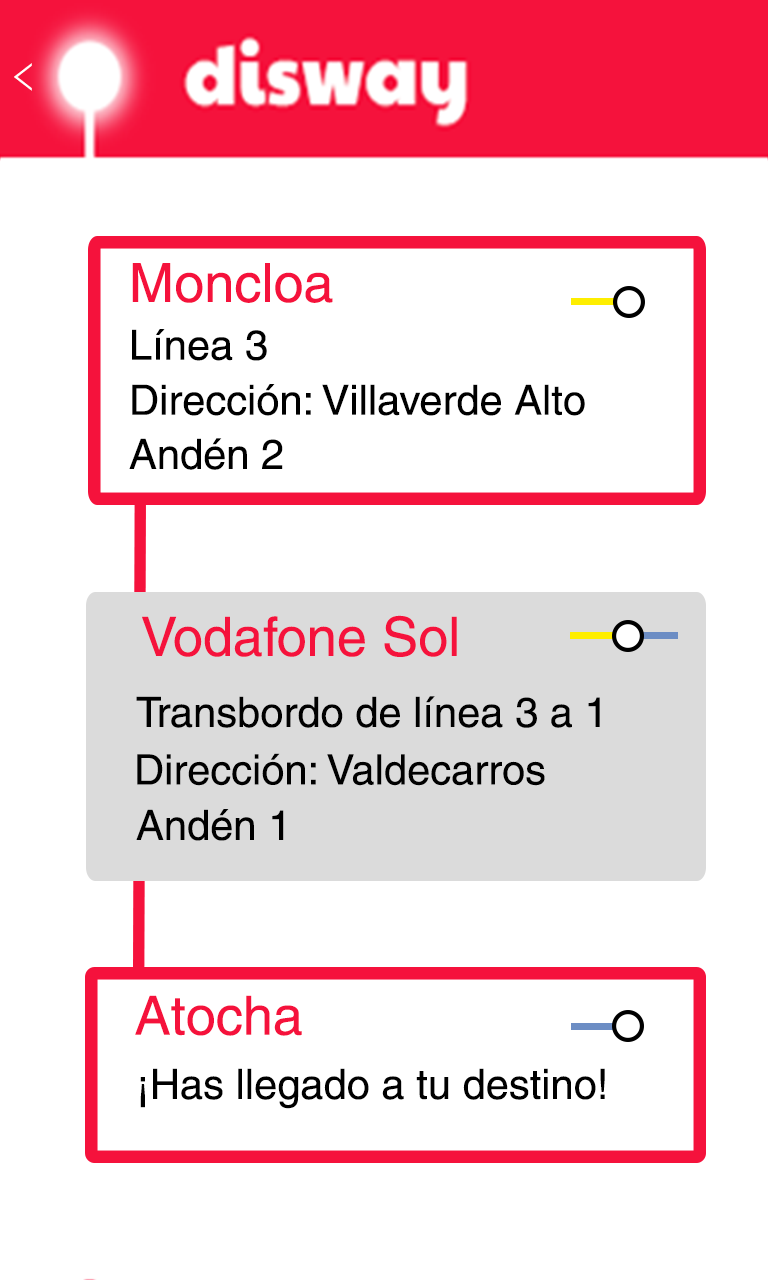 disway
Moncloa
Línea 3
Dirección: Villaverde Alto
Andén 2
Vodafone Sol
Transbordo de línea 3 a 1
Dirección: Valdecarros
Andén 1
Atocha
¡Has llegado a tu destino!